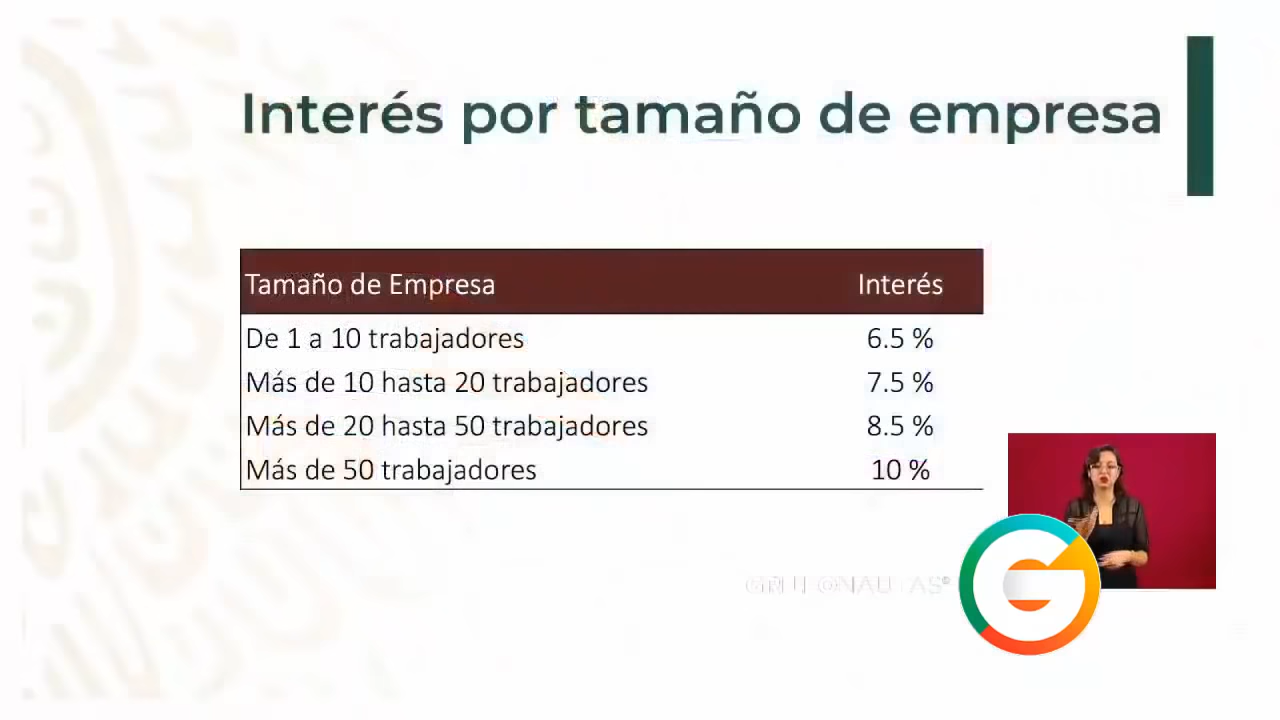 Interés por tamaño de empresa
Tamaño de Empresa Interés
De 1 a 10 trabajadores 6.5 %
Más de 10 hasta 20 trabajadores 7.5 %
Más de 20 hasta 50 trabajadores 8.5 %
Más de 50 trabajadores 10 %
G